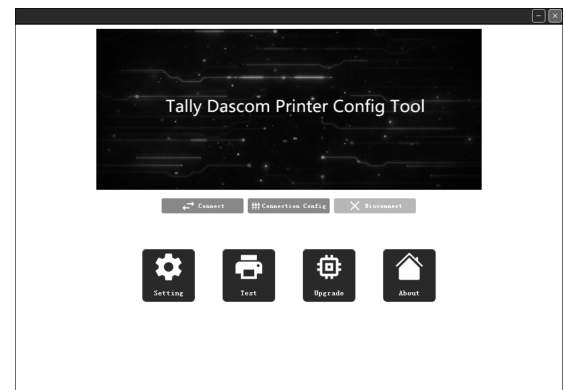 Tally Dascom Printer Config Tool
Connect Connection Config Disconnect
Setting Test Upgrade About